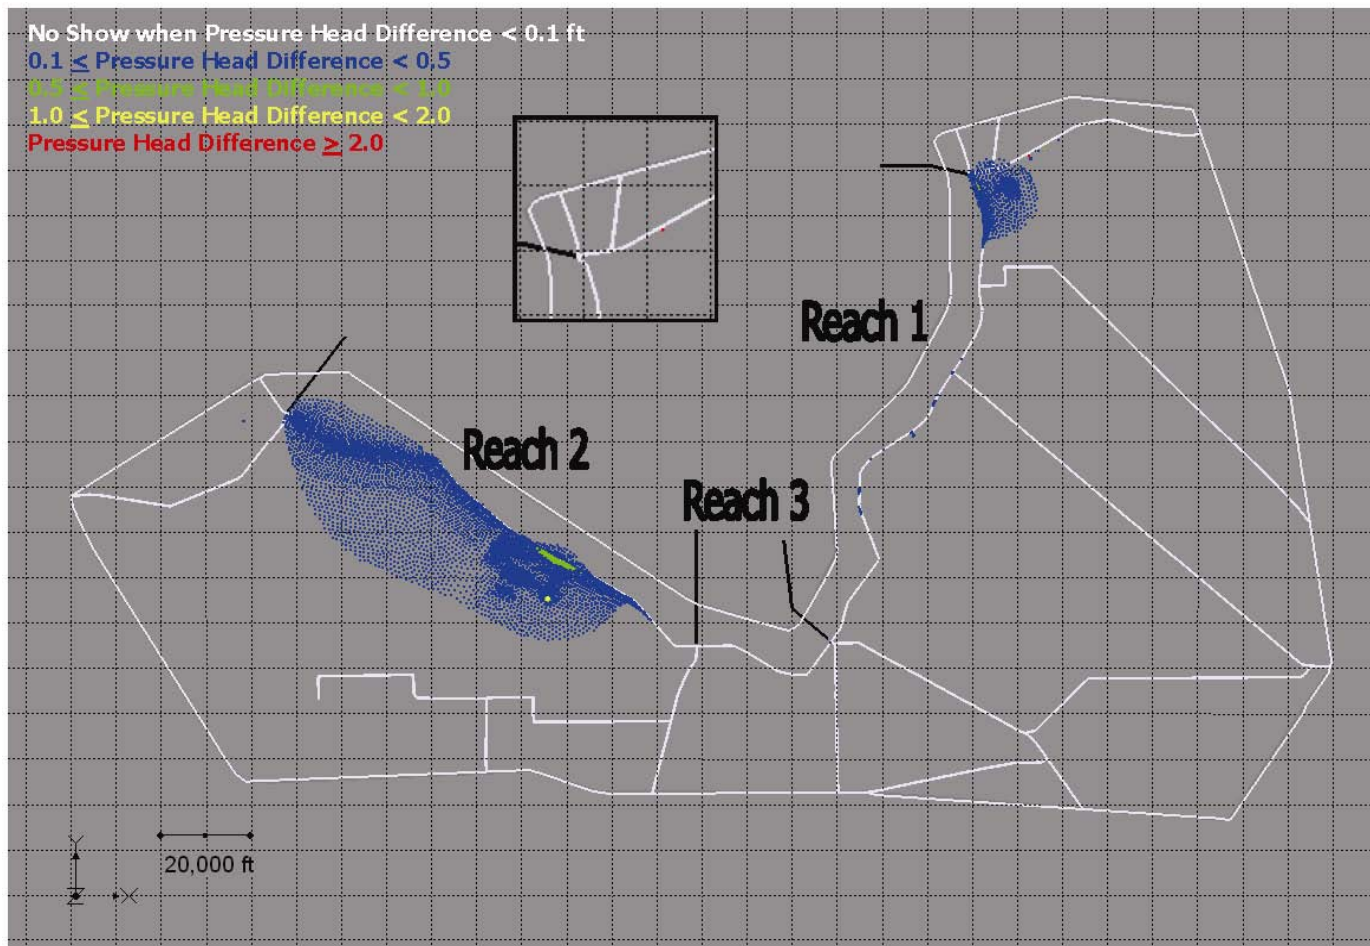 No Show when Pressure Head Difference < 0.1 ft
0.1 ≤ Pressure Head Difference < 0.5
0.5 ≤ Pressure Head Difference < 1.0
1.0 ≤ Pressure Head Difference < 2.0
Pressure Head Difference ≥ 2.0
Reach 1
Reach 2
Reach 3
20,000 ft
Y
Z
X